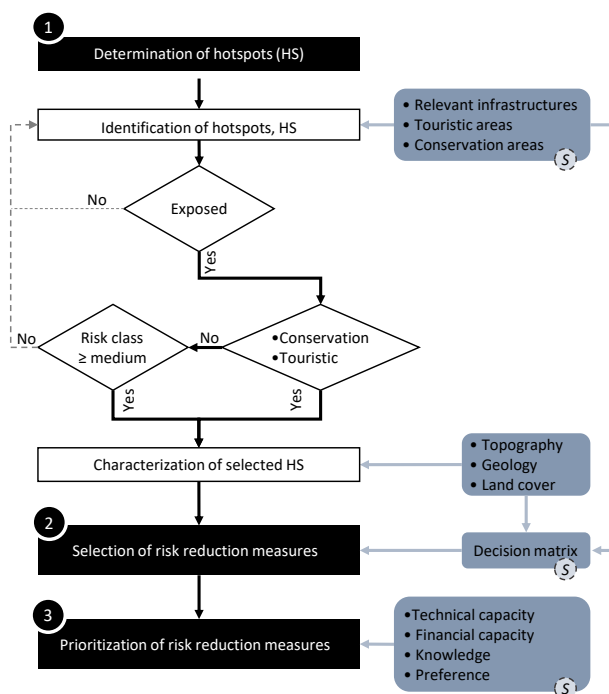 1
Determination of hotspots (HS)
Identification of hotspots, HS
• Relevant infrastructures
• Touristic areas
• Conservation areas
S
No
Exposed
Yes
No
Risk class
≥ medium
No
•Conservation
•Touristic
Yes
Yes
Characterization of selected HS
• Topography
• Geology
• Land cover
2
Selection of risk reduction measures
Decision matrix
S
3
Prioritization of risk reduction measures
•Technical capacity
• Financial capacity
• Knowledge
• Preference
S